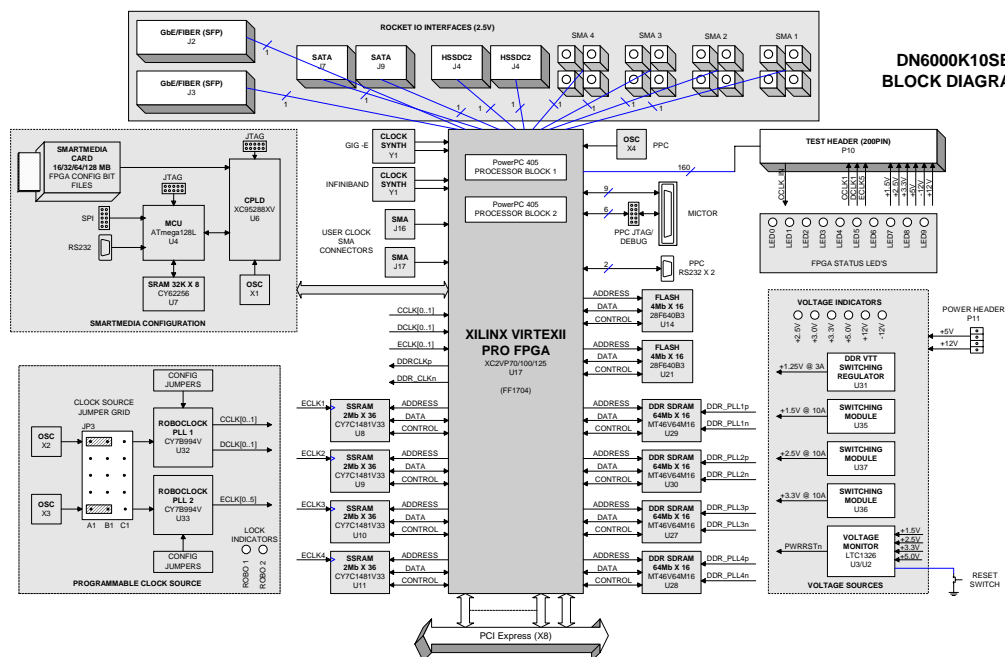 ROCKET IO INTERFACES (2.5V)
GbE/FIBER (SFP)
J2
GbE/FIBER (SFP)
J3
1
1
SATA
J7
SATA
J9
HSSDC2
J4
HSSDC2
J4
SMA 4
SMA 3
SMA 2
SMA 1
1
1
1
1
1
1
DN6000K10SE
BLOCK DIAGRA
SMARTMEDIA
CARD
16/32/64/128 MB
FPGA CONFIG BIT
FILES
JTAG
JTAG
SPI
RS232
MCU
ATmega128L
U4
CPLD
XC95288XV
U6
SRAM 32K X 8
CY62256
U7
OSC
X1
SMARTMEDIA CONFIGURATION
GIG -E
CLOCK
SYNTH
Y1
INFINIBAND
CLOCK
SYNTH
Y1
USER CLOCK
SMA
CONNECTORS
SMA
J16
SMA
J17
PowerPC 405
PROCESSOR BLOCK 1
PowerPC 405
PROCESSOR BLOCK 2
XILINX VIRTEXII
PRO FPGA
XC2VP70/100/125
U17
(FF1704)
OSC
X4
PPC
160
9
6
MICTOR
PPC JTAG/
DEBUG
2
PPC
RS232 X 2
TEST HEADER (200PIN)
P10
CCLK_IN
CCLK1
DCLK1
ECLK5
+1.5V
+2.5V
+3.3V
+5V
-12V
+12V
LED0
LED1
LED2
LED3
LED4
LED5
LED6
LED7
LED8
LED9
FPGA STATUS LED'S
CCLK[0..1]
DCLK[0..1]
ECLK[0..1]
DDRCLKp
DDR_CLKn
ADDRESS
DATA
CONTROL
FLASH
4Mb X 16
28F640B3
U14
ADDRESS
DATA
CONTROL
FLASH
4Mb X 16
28F640B3
U21
CONFIG
JUMPERS
CLOCK SOURCE
JUMPER GRID
JP3
OSC
X2
OSC
X3
A1
B1
C1
ROBOCLOCK
PLL 1
CY7B994V
U32
CCLK[0..1]
DCLK[0..1]
ROBOCLOCK
PLL 2
CY7B994V
U33
ECLK[0..5]
CONFIG
JUMPERS
LOCK
INDICATORS
ROBO 1
ROBO 2
PROGRAMMABLE CLOCK SOURCE
ECLK1
SSRAM
2Mb X 36
CY7C1481V33
U8
ADDRESS
DATA
CONTROL
ECLK2
SSRAM
2Mb X 36
CY7C1481V33
U9
ADDRESS
DATA
CONTROL
ECLK3
SSRAM
2Mb X 36
CY7C1481V33
U10
ADDRESS
DATA
CONTROL
ECLK4
SSRAM
2Mb X 36
CY7C1481V33
U11
ADDRESS
DATA
CONTROL
ADDRESS
DATA
CONTROL
DDR SDRAM
64Mb X 16
MT46V64M16
U29
DDR_PLL1p
DDR_PLL1n
ADDRESS
DATA
CONTROL
DDR SDRAM
64Mb X 16
MT46V64M16
U30
DDR_PLL2p
DDR_PLL2n
ADDRESS
DATA
CONTROL
DDR SDRAM
64Mb X 16
MT46V64M16
U27
DDR_PLL3p
DDR_PLL3n
ADDRESS
DATA
CONTROL
DDR SDRAM
64Mb X 16
MT46V64M16
U28
DDR_PLL4p
DDR_PLL4n
VOLTAGE INDICATORS
+2.5V
+3.0V
+3.3V
+5.0V
+12V
-12V
POWER HEADER
P11
+5V
+12V
+1.25V @ 3A
DDR VTT
SWITCHING
REGULATOR
U31
+1.5V @ 10A
SWITCHING
MODULE
U35
+2.5V @ 10A
SWITCHING
MODULE
U37
+3.3V @ 10A
SWITCHING
MODULE
U36
PWRRSTn
VOLTAGE
MONITOR
LTC1326
U3/U2
+1.5V
+2.5V
+3.3V
+5.0V
RESET
SWITCH
VOLTAGE SOURCES
PCI Express (X8)